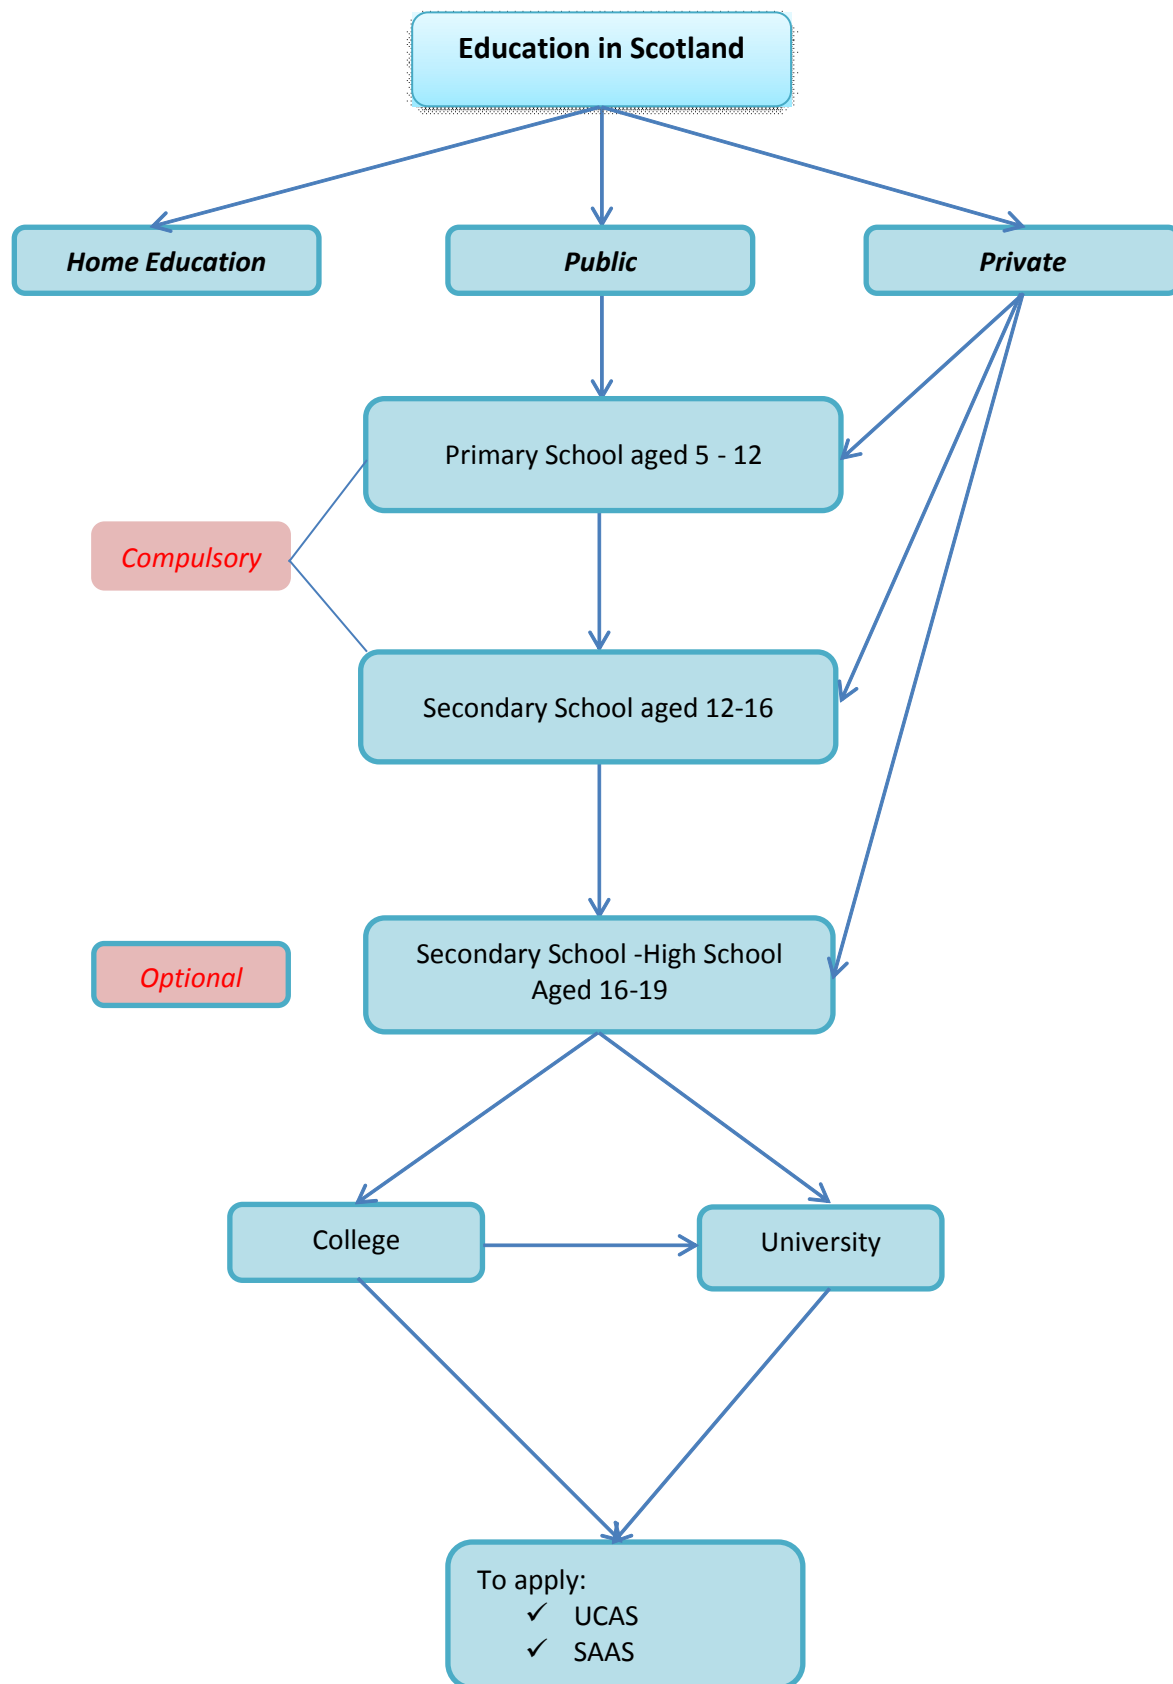 Education in Scotland
Home Education
Public
Private
Primary School aged 5 - 12
Compulsory
Secondary School aged 12-16
Secondary School -High School
Aged 16-19
Optional
College
University
To apply:
✓ UCAS
✓ SAAS